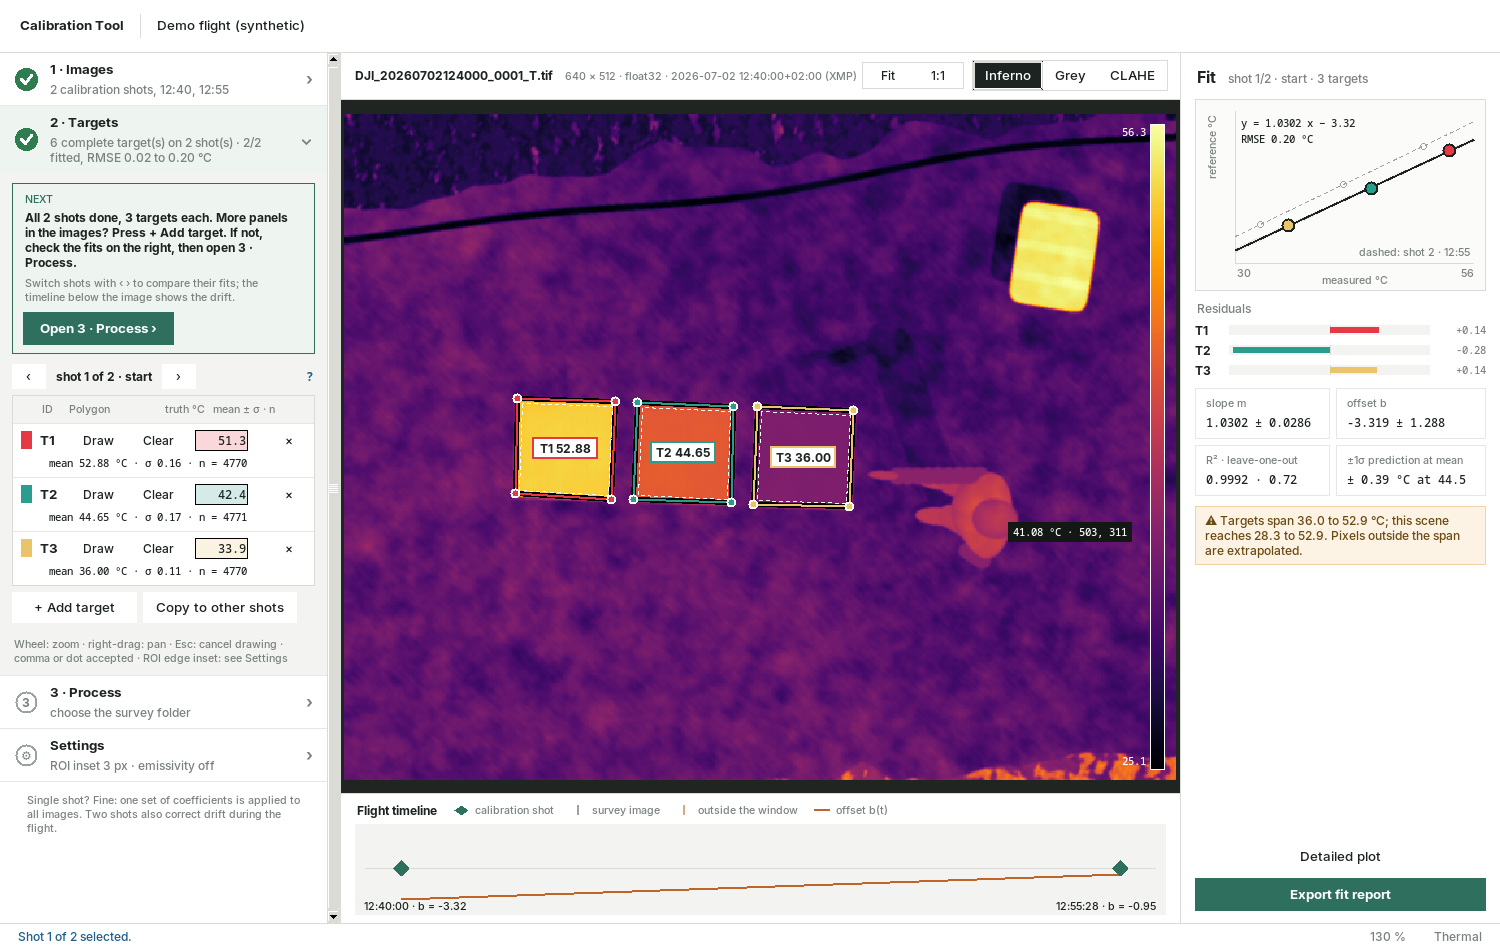 Calibration Tool
Demo flight (synthetic)
1 · Images
2 calibration shots, 12:40, 12:55
2 · Targets
6 complete target(s) on 2 shot(s) · 2/2
fitted, RMSE 0.02 to 0.20 °C
NEXT
All 2 shots done, 3 targets each. More panels
in the images? Press + Add target. If not,
check the fits on the right, then open 3 ·
Process.
Switch shots with ‹ › to compare their fits; the
timeline below the image shows the drift.
Open 3 · Process ›
‹ shot 1 of 2 · start › ?
ID Polygon truth °C mean ± σ · n
T1 Draw Clear 51.3 ×
mean 52.88 °C · σ 0.16 · n = 4770
T2 Draw Clear 42.4 ×
mean 44.65 °C · σ 0.17 · n = 4771
T3 Draw Clear 33.9 ×
mean 36.00 °C · σ 0.11 · n = 4770
+ Add target Copy to other shots
Wheel: zoom · right-drag: pan · Esc: cancel drawing ·
comma or dot accepted · ROI edge inset: see Settings
3 3 · Process
choose the survey folder
Settings
ROI inset 3 px · emissivity off
Single shot? Fine: one set of coefficients is applied to
all images. Two shots also correct drift during the
flight.
DJI_20260702124000_0001_T.tif 640 × 512 · float32 · 2026-07-02 12:40:00+02:00 (XMP)
Fit 1:1 Inferno Grey CLAHE
56.3
T1 52.88
T2 44.65
T3 36.00
41.08 °C · 503, 311
25.1
Flight timeline calibration shot survey image outside the window offset b(t)
12:40:00 · b = -3.32 12:55:28 · b = -0.95
Fit shot 1/2 · start · 3 targets
reference °C
y = 1.0302 x − 3.32
RMSE 0.20 °C
dashed: shot 2 · 12:55
30 56
measured °C
Residuals
T1 +0.14
T2 -0.28
T3 +0.14
slope m
1.0302 ± 0.0286
offset b
-3.319 ± 1.288
R² · leave-one-out
0.9992 · 0.72
±1σ prediction at mean
± 0.39 °C at 44.5
⚠ Targets span 36.0 to 52.9 °C; this scene
reaches 28.3 to 52.9. Pixels outside the span
are extrapolated.
Detailed plot
Export fit report
Shot 1 of 2 selected.
130 % Thermal